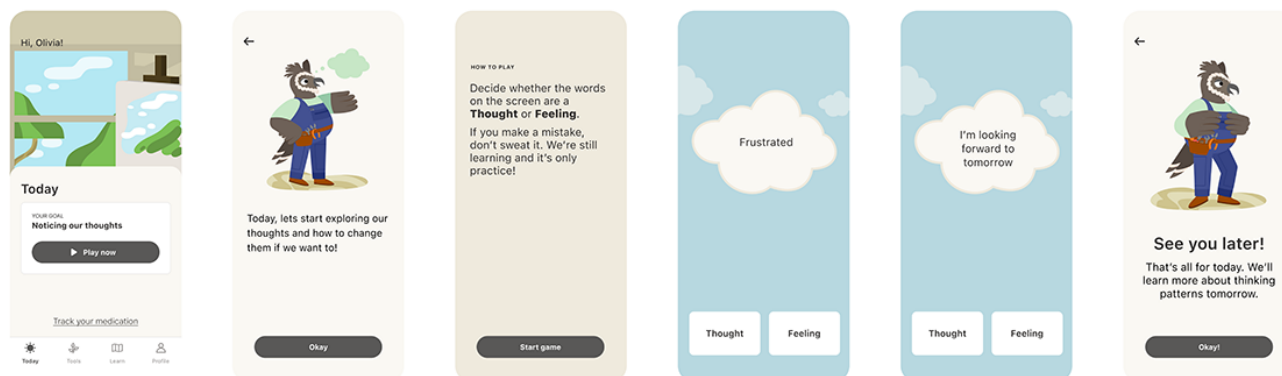 Hi, Olivia!
Today
YOUR GOAL
Noticing our thoughts
Play now
Track your medication
Today
Tools
Learn
Profile
Today, lets start exploring our
thoughts and how to change
them if we want to!
Okay
HOW TO PLAY
Decide whether the words
on the screen are a
Thought or Feeling.
If you make a mistake,
don't sweat it. We're still
learning and it's only
practice!
Start game
Frustrated
Thought
Feeling
I'm looking
forward to
tomorrow
Thought
Feeling
See you later!
That's all for today. We'll
learn more about thinking
patterns tomorrow.
Okay!